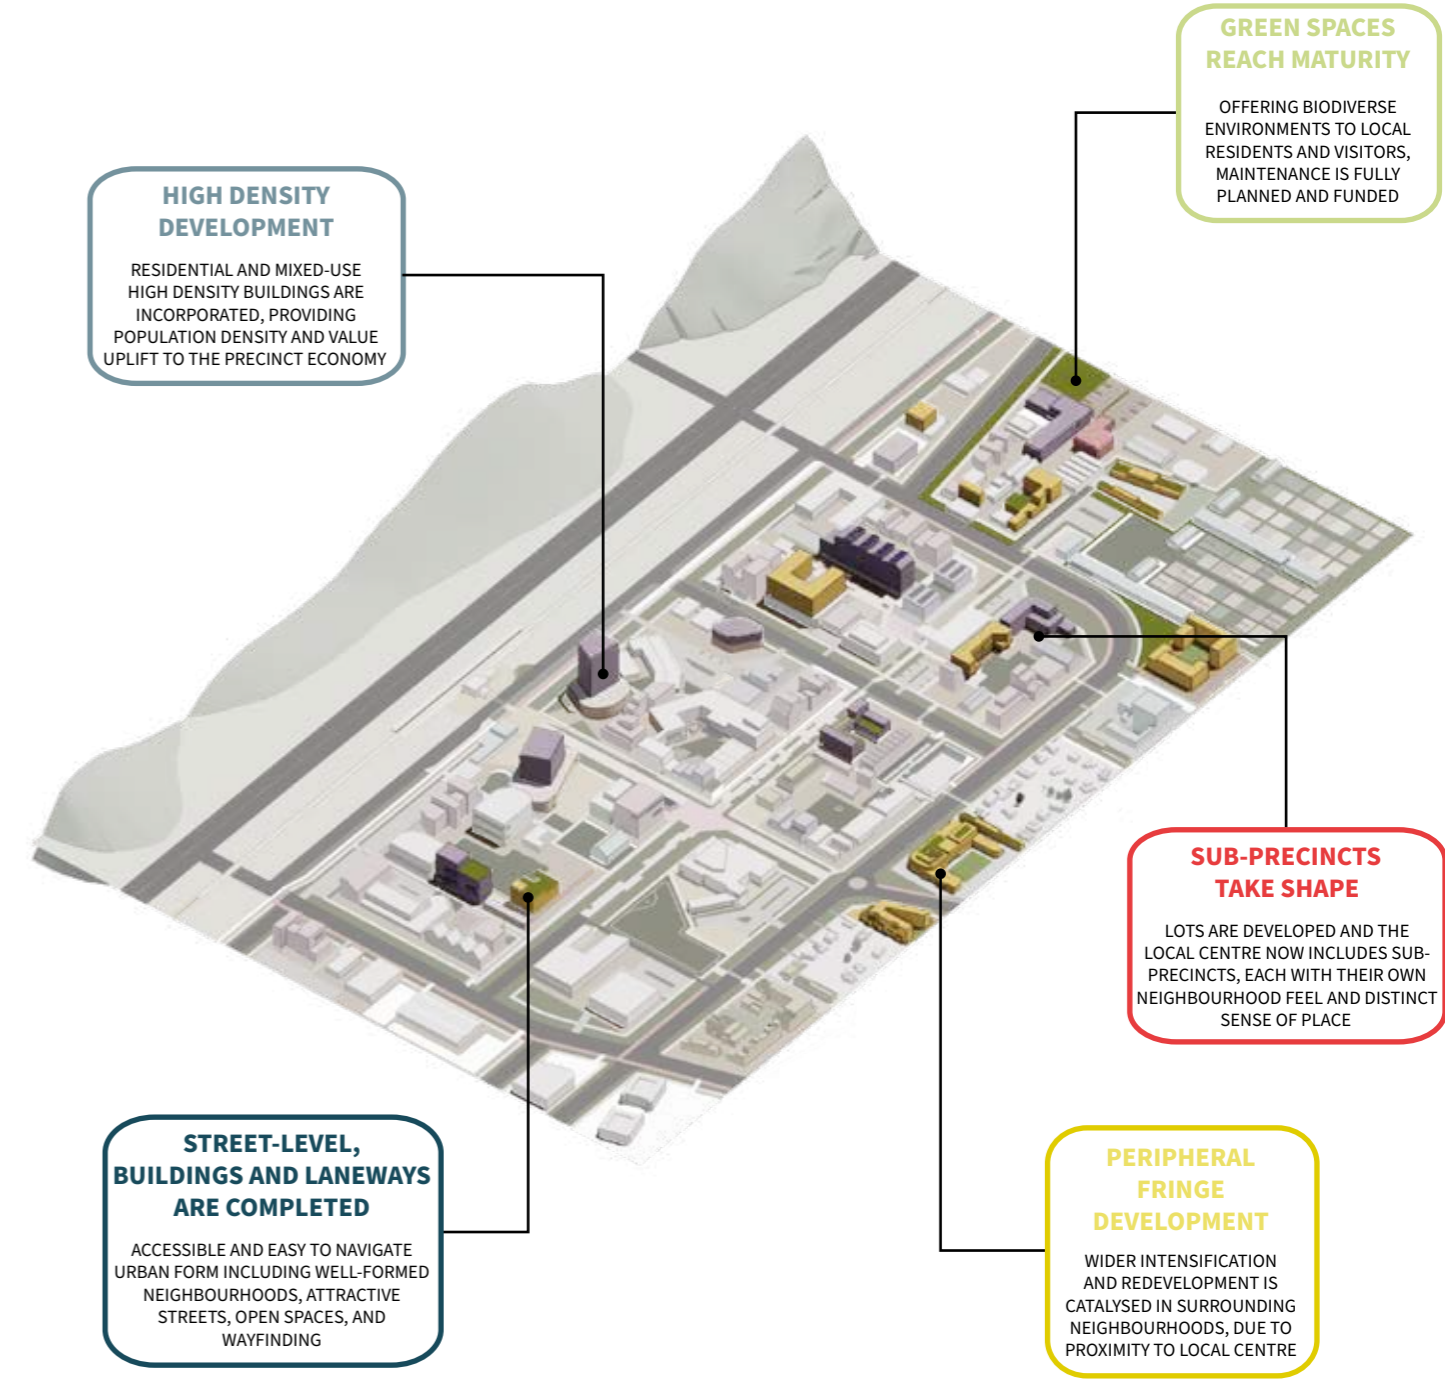 GREEN SPACES
REACH MATURITY
OFFERING BIODIVERSE
ENVIRONMENTS TO LOCAL
RESIDENTS AND VISITORS,
MAINTENANCE IS FULLY
PLANNED AND FUNDED
HIGH DENSITY
DEVELOPMENT
RESIDENTIAL AND MIXED-USE
HIGH DENSITY BUILDINGS ARE
INCORPORATED, PROVIDING
POPULATION DENSITY AND VALUE
UPLIFT TO THE PRECINCT ECONOMY
SUB-PRECINCTS
TAKE SHAPE
LOTS ARE DEVELOPED AND THE
LOCAL CENTRE NOW INCLUDES SUB-
PRECINCTS, EACH WITH THEIR OWN
NEIGHBOURHOOD FEEL AND DISTINCT
SENSE OF PLACE
STREET-LEVEL,
BUILDINGS AND LANEWAYS
ARE COMPLETED
ACCESSIBLE AND EASY TO NAVIGATE
URBAN FORM INCLUDING WELL-FORMED
NEIGHBOURHOODS, ATTRACTIVE
STREETS, OPEN SPACES, AND
WAYFINDING
PERIPHERAL
FRINGE
DEVELOPMENT
WIDER INTENSIFICATION
AND REDEVELOPMENT IS
CATALYSED IN SURROUNDING
NEIGHBOURHOODS, DUE TO
PROXIMITY TO LOCAL CENTRE